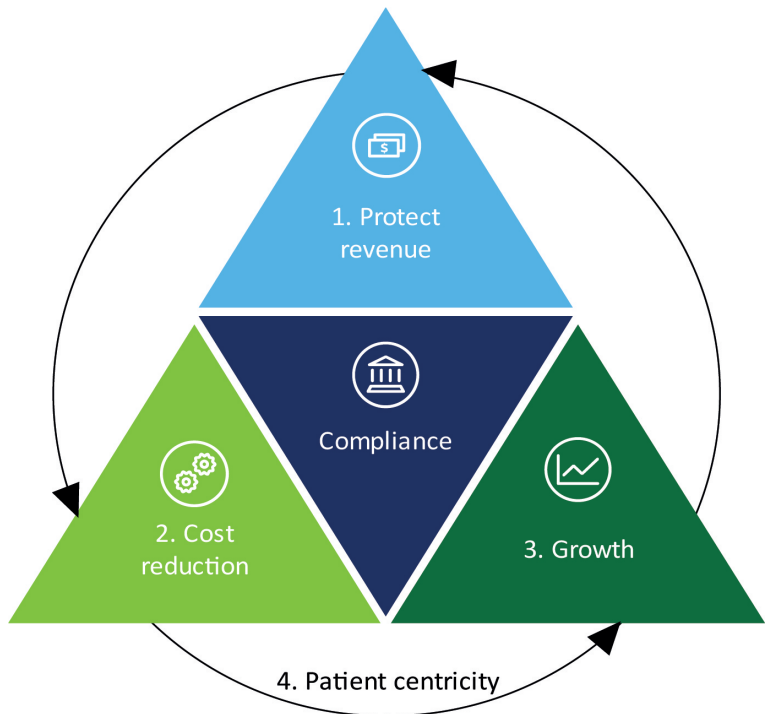 $
1. Protect
revenue
Compliance
2. Cost
reduction
3. Growth
4. Patient centricity